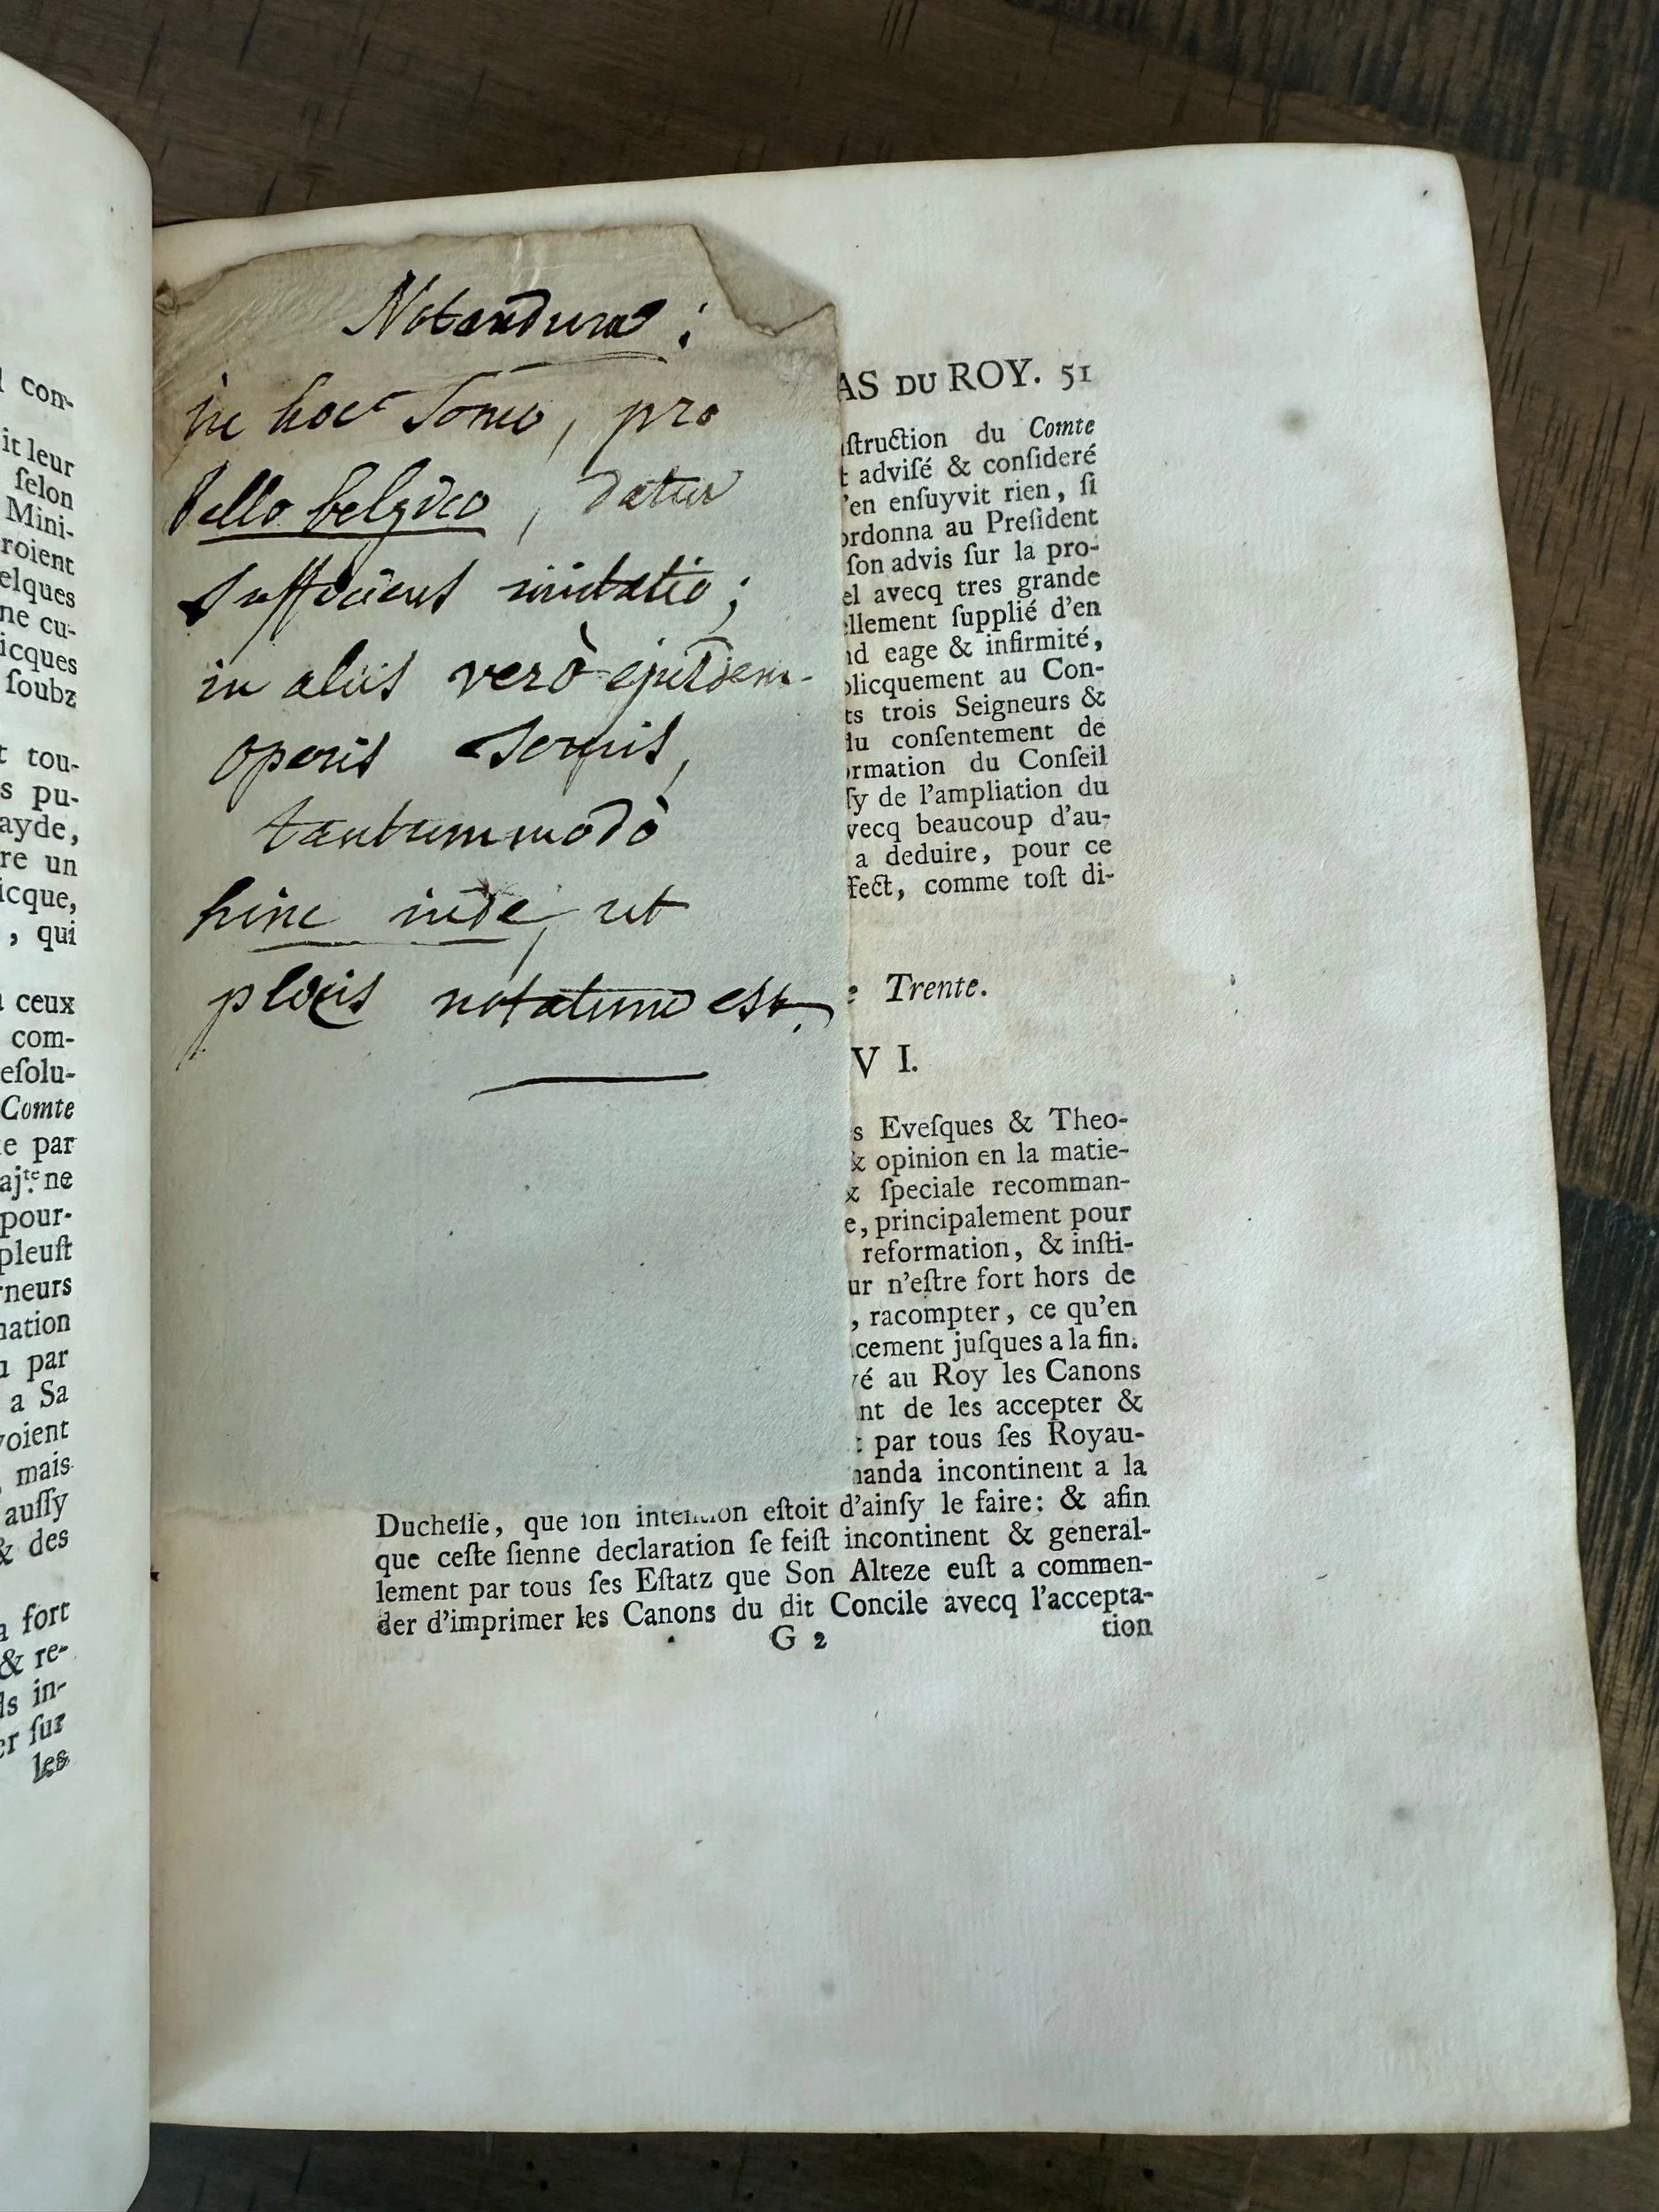 con-
it leur
ſelon
Mini-
roient
elques
ne cu-
icques
ſoubz
t tou-
s pu-
ayde,
re un
icque,
, qui
ceux
com-
eſolu-
Comte
e par
ajte. ne
pour-
pleuſt
rneurs
nation
u par
a Sa
voient
mais
auſſy
& des
a fort
& re-
ls in-
er ſur
les
Notandum:
in hoc Tomo, pro
bello belgico, datur
sufficiens
in aliis verò ejusdem
operis Tomis,
tantummodò
hinc inde, ut
notatum est.
AS DU ROY. 51
ſtruction du Comte
t adviſé & conſideré
'en enſuyvit rien, ſi
ordonna au Preſident
ſon advis ſur la pro-
el avecq tres grande
llement ſupplié d'en
nd eage & infirmité,
blicquement au Con-
ts trois Seigneurs &
du conſentement de
ormation du Conſeil
ſy de l'ampliation du
vecq beaucoup d'au-
a deduire, pour ce
fect, comme toſt di-
e Trente.
V I.
s Eveſques & Theo-
& opinion en la matie-
& ſpeciale recomman-
e, principalement pour
reformation, & inſti-
ur n'eſtre fort hors de
, racompter, ce qu'en
cement juſques a la fin.
é au Roy les Canons
nt de les accepter &
t par tous ſes Royau-
manda incontinent a la
Ducheſſe, que ſon intention eſtoit d'ainſy le faire; & afin
que ceſte ſienne declaration ſe feiſt incontinent & general-
lement par tous ſes Eſtatz que Son Alteze euſt a commen-
der d'imprimer les Canons du dit Concile avecq l'accepta-
G 2 tion